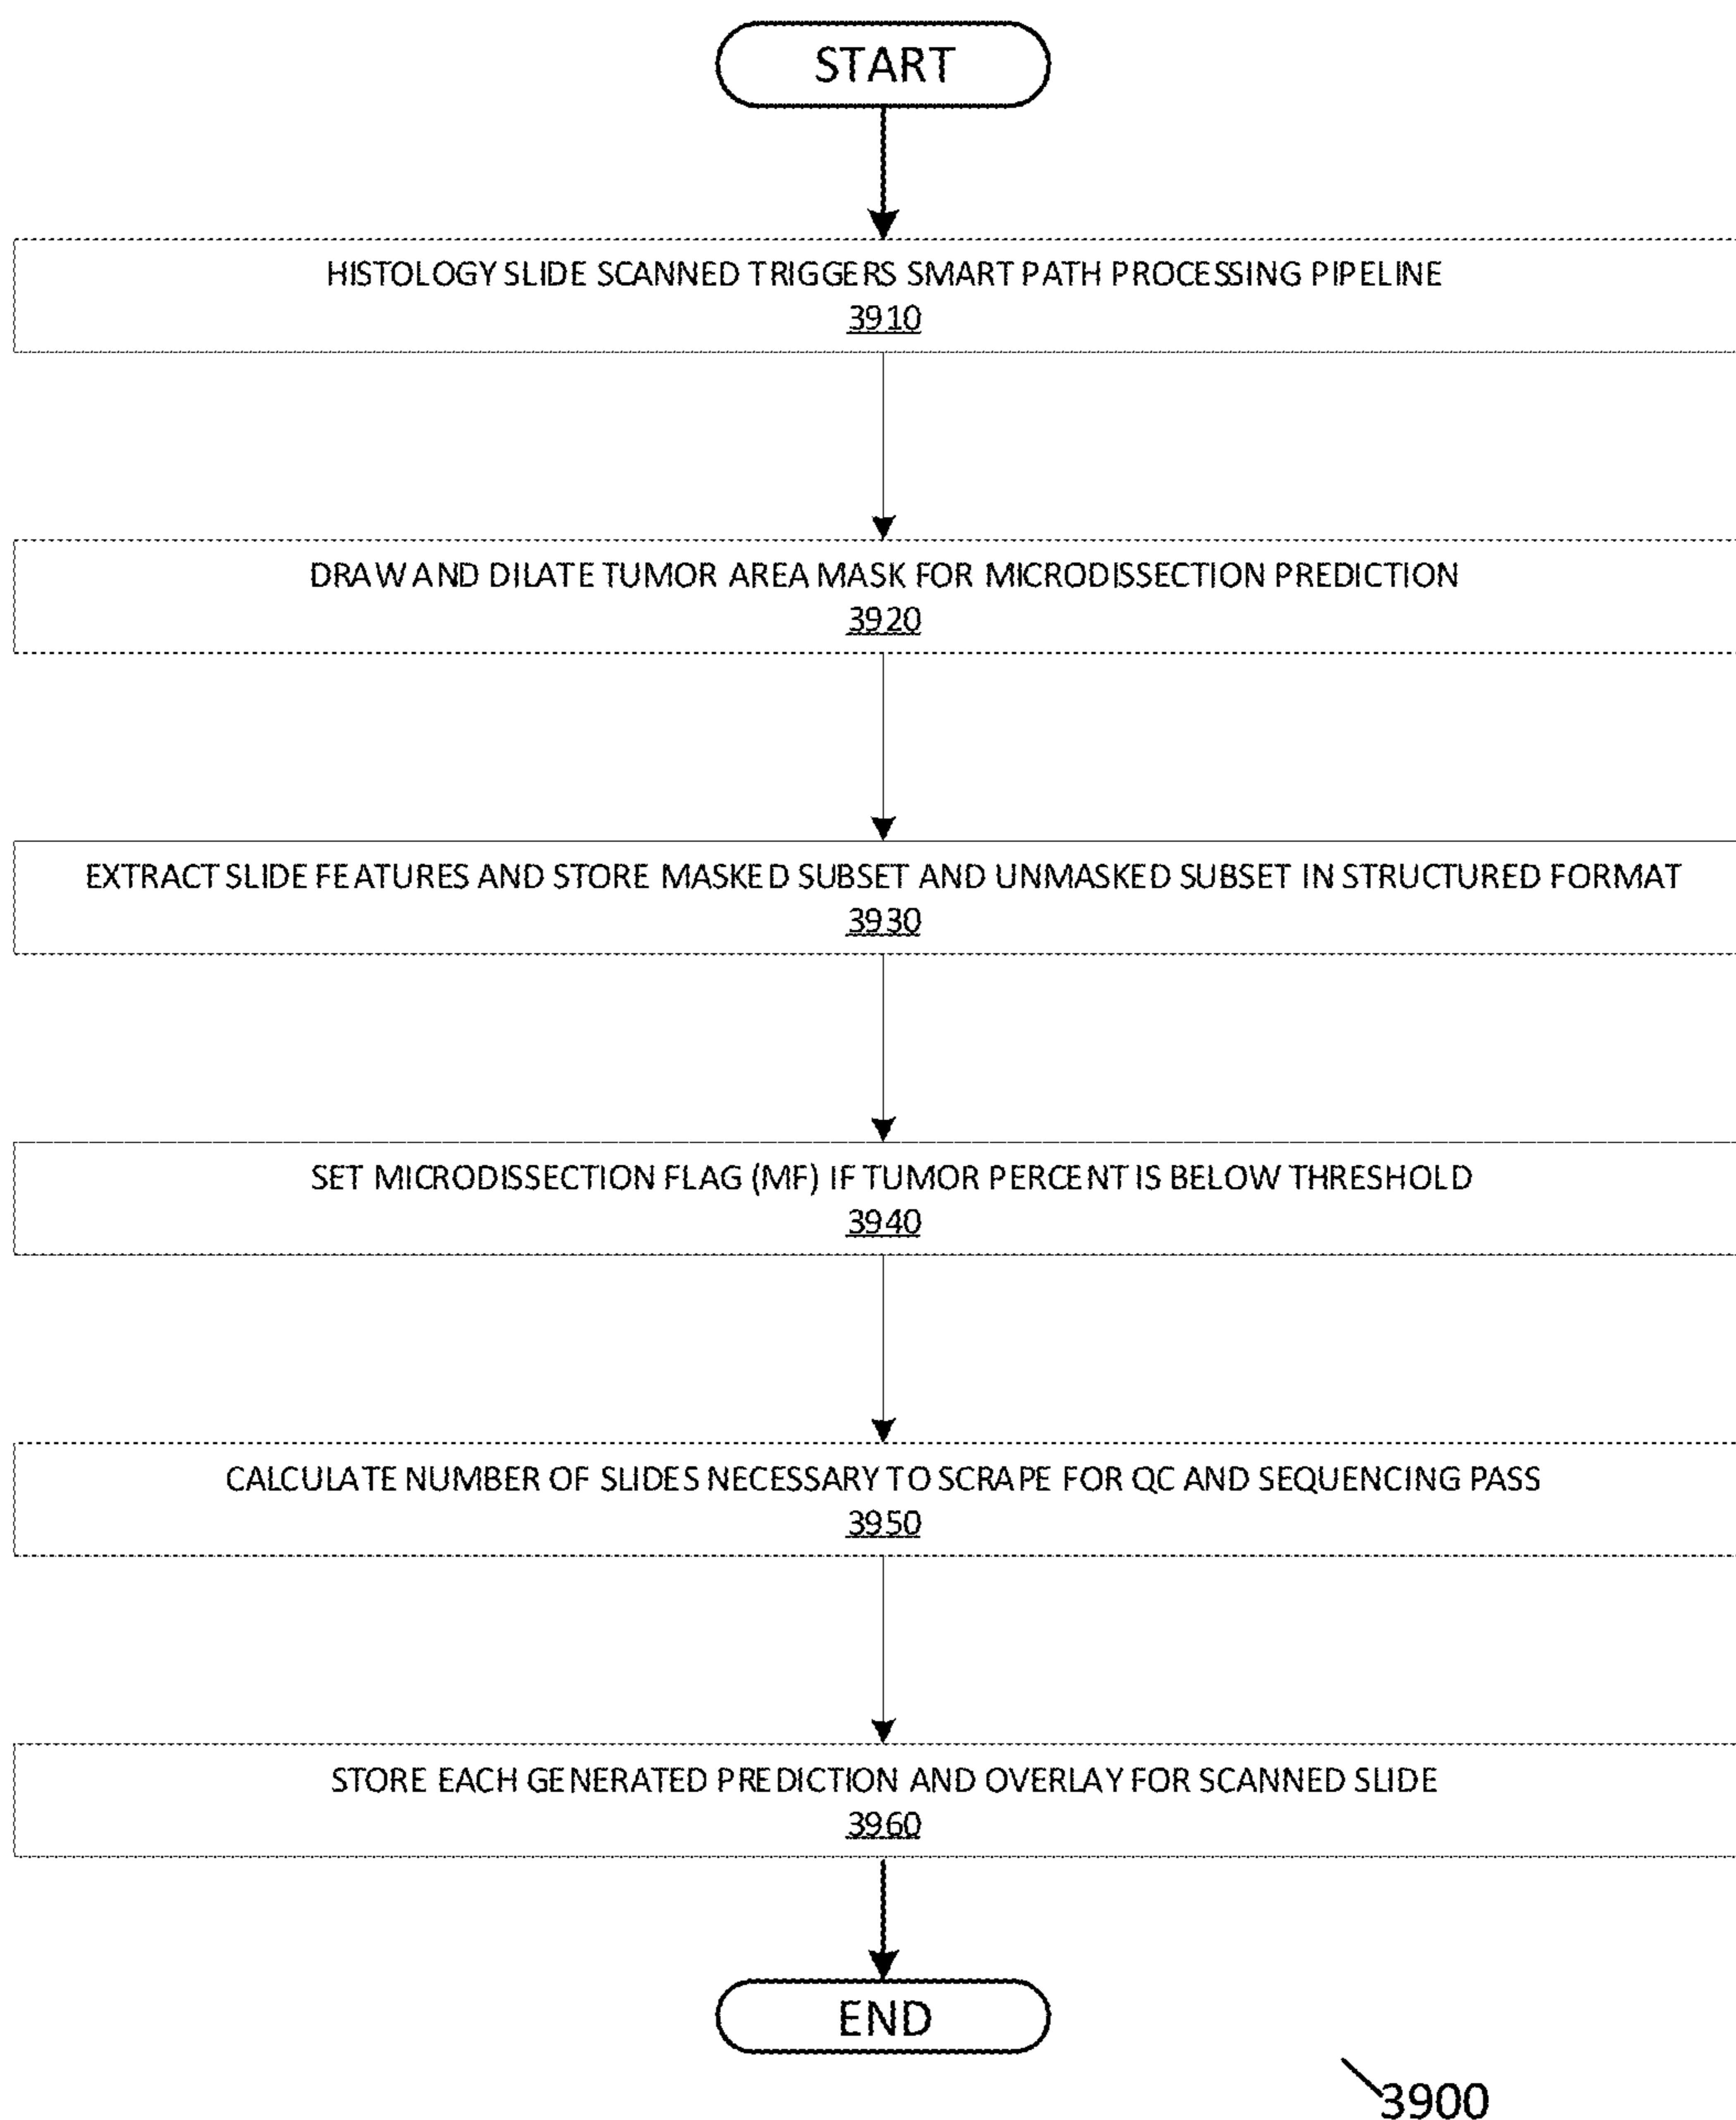 START
HISTOLOGY SLIDE SCANNED TRIGGERS SMART PATH PROCESSING PIPELINE
3910
DRAW AND DILATE TUMOR AREA MASK FOR MICRODISSECTION PREDICTION
3920
EXTRACT SLIDE FEATURES AND STORE MASKED SUBSET AND UNMASKED SUBSET IN STRUCTURED FORMAT
3930
SET MICRODISSECTION FLAG (MF) IF TUMOR PERCENT IS BELOW THRESHOLD
3940
CALCULATE NUMBER OF SLIDES NECESSARY TO SCRAPE FOR QC AND SEQUENCING PASS
3950
STORE EACH GENERATED PREDICTION AND OVERLAY FOR SCANNED SLIDE
3960
END
3900